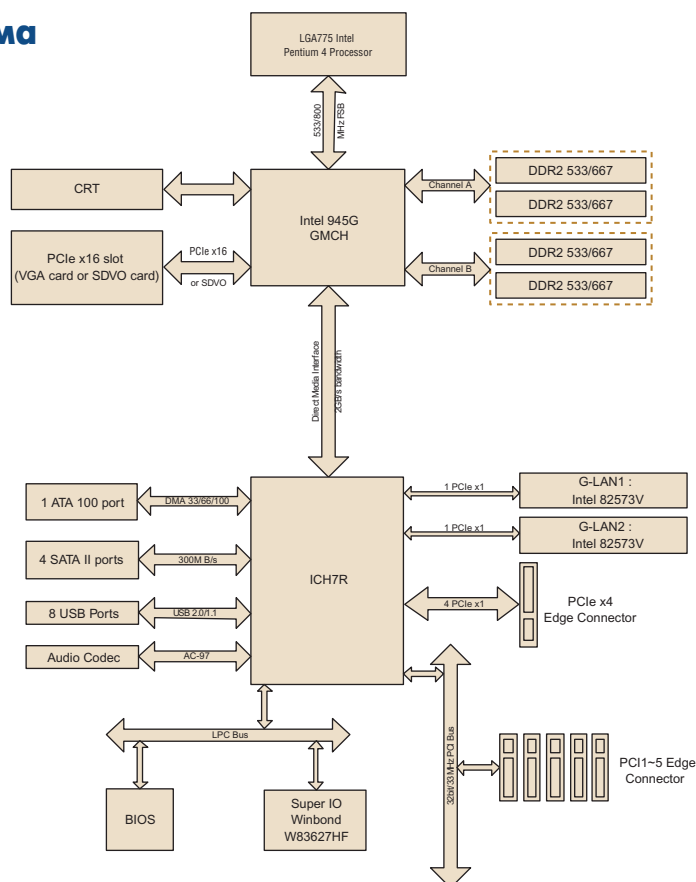 ма
LGA775 Intel
Pentium 4 Processor
533/800
MHz FSB
CRT
Intel 945G
GMCH
Channel A
DDR2 533/667
DDR2 533/667
PCIe x16 slot
(VGA card or SDVO card)
PCIe x16
or SDVO
Channel B
DDR2 533/667
DDR2 533/667
Direct Media Interface
2GB/s bandwidth
1 ATA 100 port
DMA 33/66/100
1 PCIe x1
G-LAN1 :
Intel 82573V
1 PCIe x1
G-LAN2 :
Intel 82573V
4 SATA II ports
300M B/s
ICH7R
8 USB Ports
USB 2.0/1.1
4 PCIe x1
PCIe x4
Edge Connector
Audio Codec
AC-97
LPC Bus
32bit/33 MHz PCI Bus
PCI1~5 Edge
Connector
BIOS
Super IO
Winbond
W83627HF